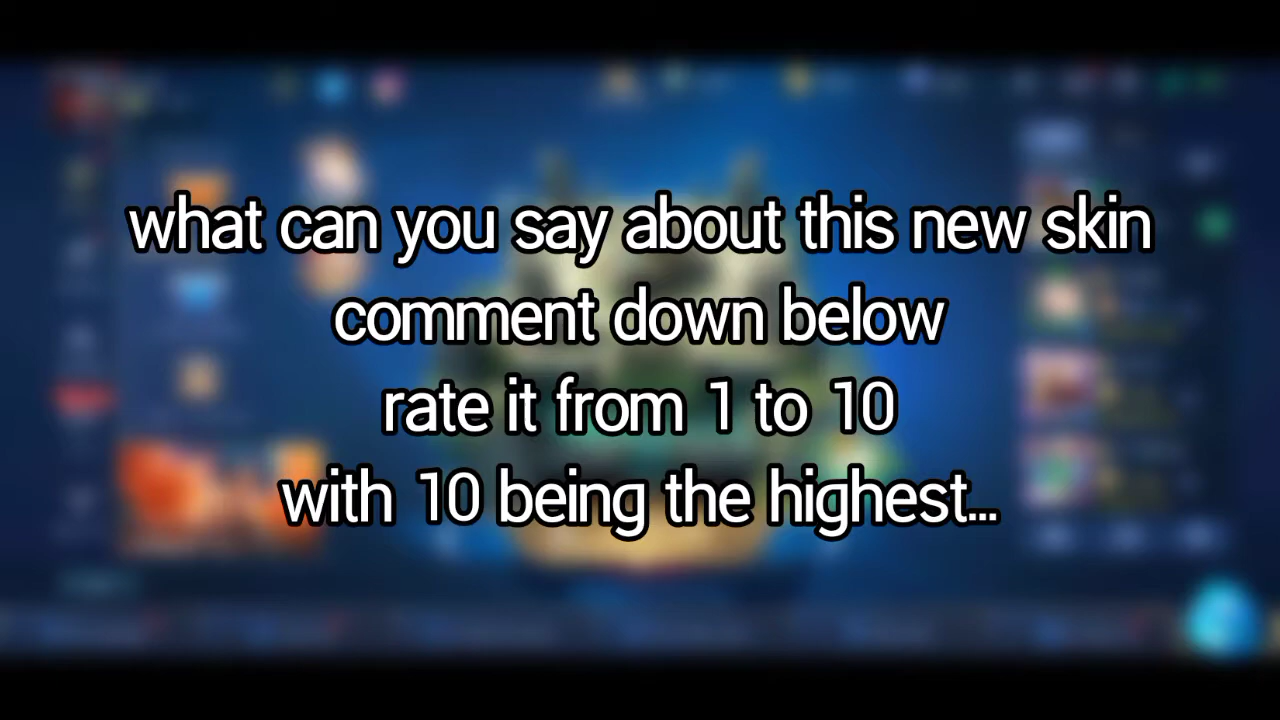 what can you say about this new skin
comment down below
rate it from 1 to 10
with 10 being the highest...